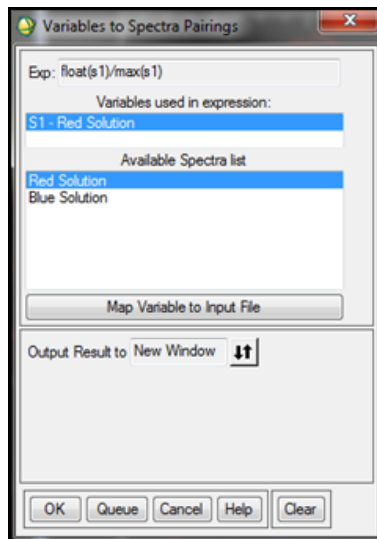 Variables to Spectra Pairings
Exp: float(s1)/max(s1)
Variables used in expression:
S1 - Red Solution
Available Spectra list
Red Solution
Blue Solution
Map Variable to Input File
Output Result to New Window
OK Queue Cancel Help Clear